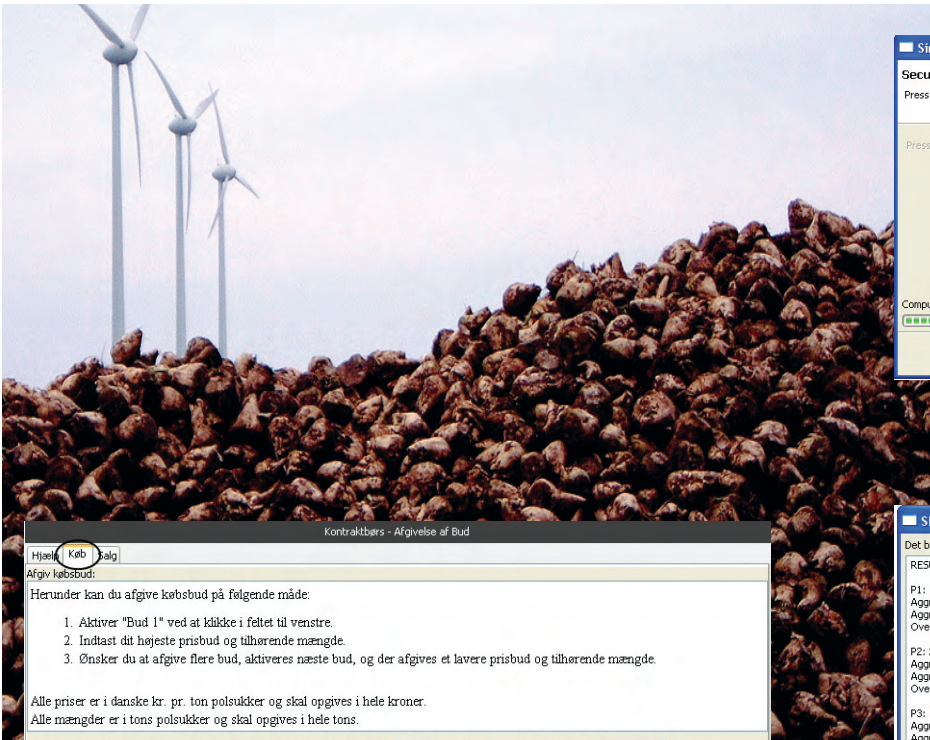 Kontraktbørs - Afgivelse af Bud
Hjælp Køb Salg
Afgiv købsbud:
Herunder kan du afgive købsbud på følgende måde:
1. Aktiver "Bud 1" ved at klikke i feltet til venstre.
2. Indtast dit højeste prisbud og tilhørende mængde.
3. Ønsker du at afgive flere bud, aktiveres næste bud, og der afgives et lavere prisbud og tilhørende mængde.
Alle priser er i danske kr. pr. ton polsukker og skal opgives i hele kroner.
Alle mængder er i tons polsukker og skal opgives i hele tons.
Press
Press
Det b
P1:
P2:
P3: